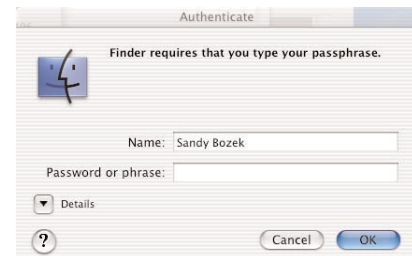 Authenticate
Finder requires that you type your passphrase.
Name: Sandy Bozek
Password or phrase:
Details
?
Cancel OK